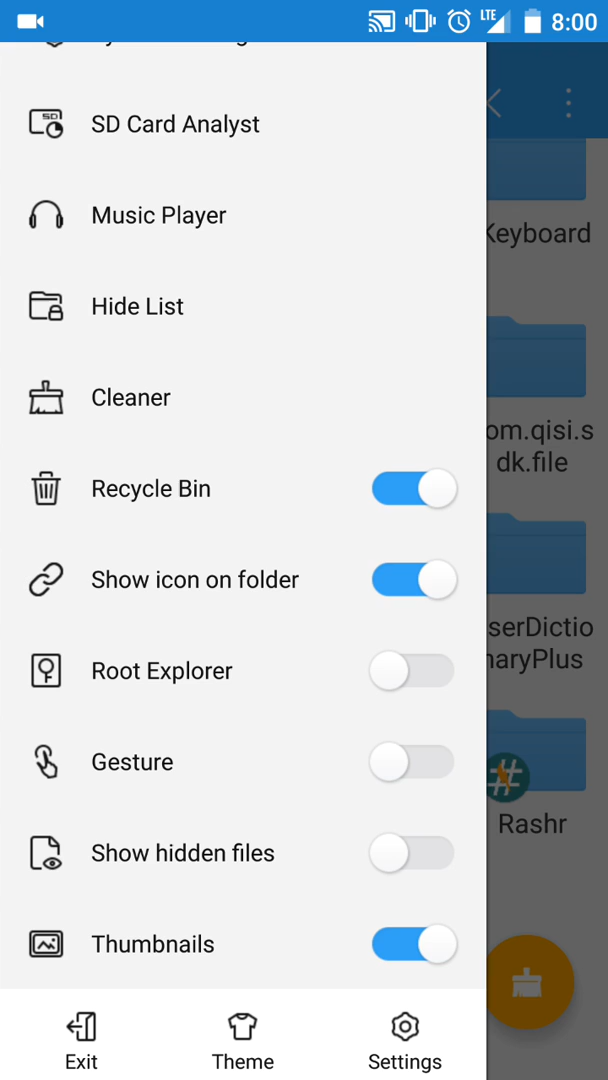 LTE 8:00
SD Card Analyst
Music Player
Hide List
Cleaner
Recycle Bin
Show icon on folder
Root Explorer
Gesture
Show hidden files
Thumbnails
Exit
Theme
Settings
Keyboard
om.qisi.s
dk.file
serDictio
naryPlus
#
Rashr